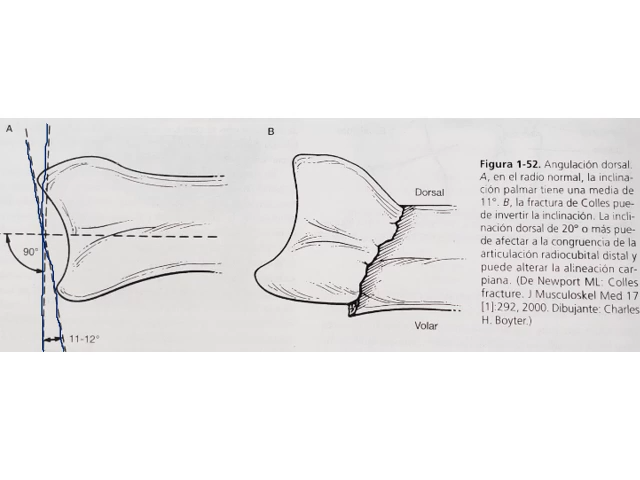 A
B
90°
11-12°
Dorsal
Volar
Figura 1-52. Angulación dorsal.
A, en el radio normal, la inclina-
ción palmar tiene una media de
11°. B, la fractura de Colles pue-
de invertir la inclinación. La incli-
nación dorsal de 20° o más pue-
de afectar a la congruencia de la
articulación radiocubital distal y
puede alterar la alineación car-
piana. (De Newport ML: Colles
fracture. J Musculoskel Med 17
[1]:292, 2000. Dibujante: Charles
H. Boyter.)